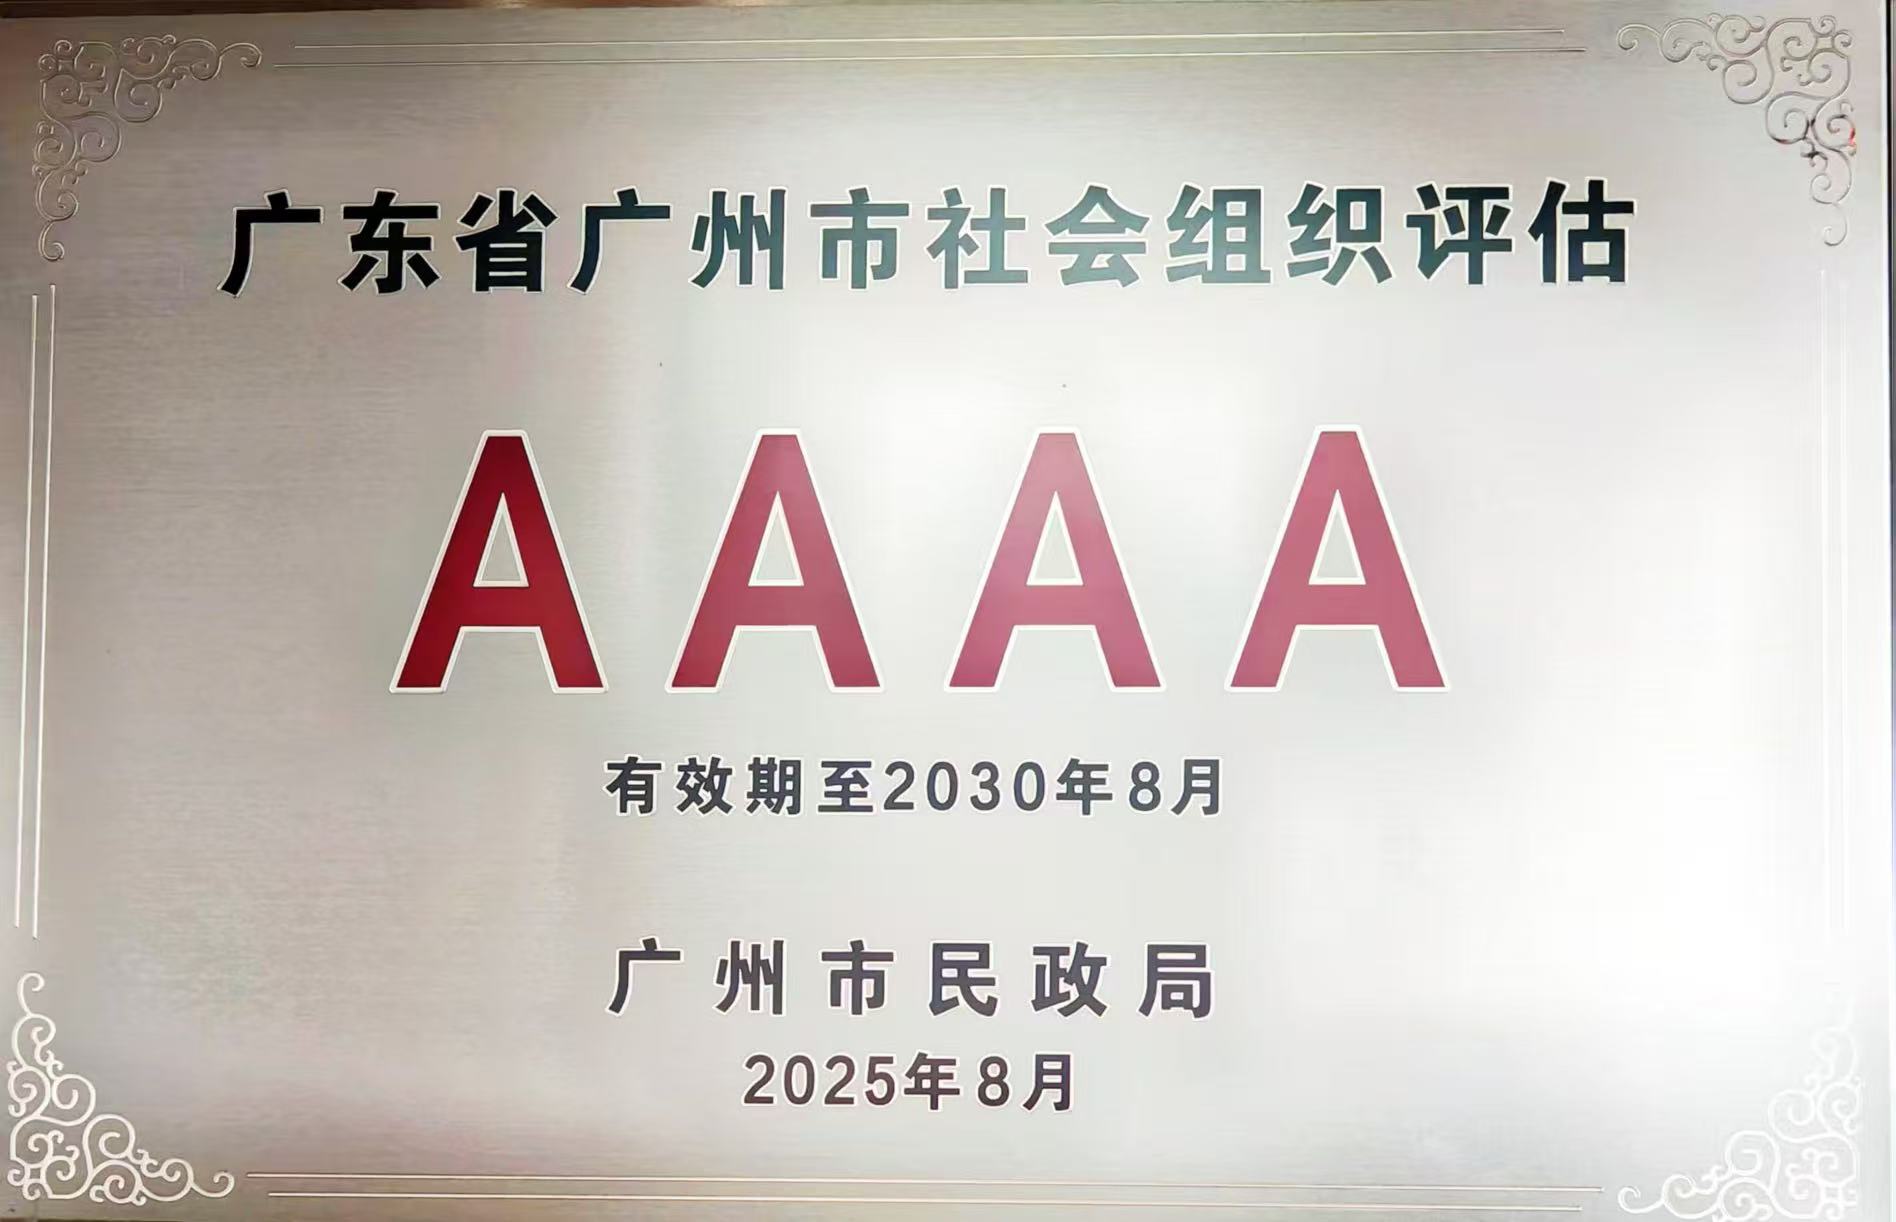 广东省广州市社会组织评估
AAAA
有效期至2030年8月
广州市民政局
2025年8月